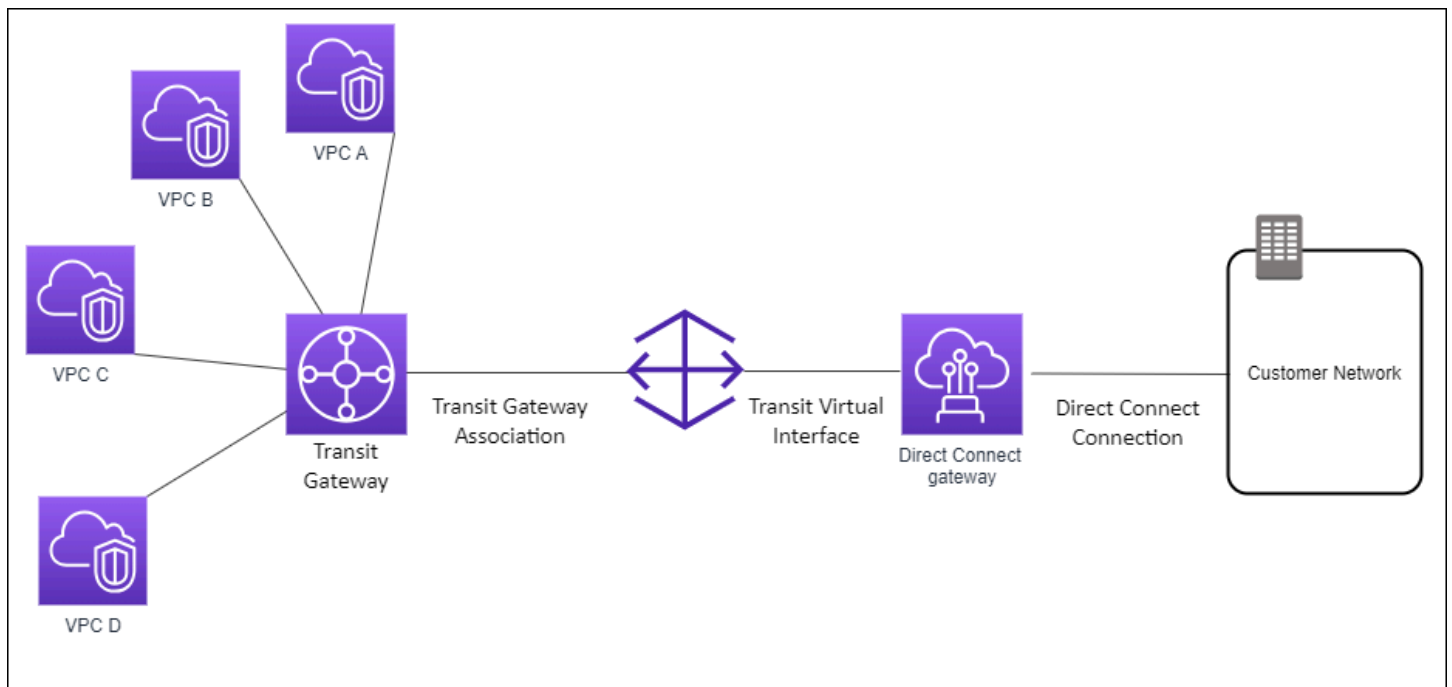 VPC A
VPC B
VPC C
VPC D
Transit
Gateway
Transit Gateway
Association
Transit Virtual
Interface
Direct Connect
gateway
Direct Connect
Connection
Customer Network